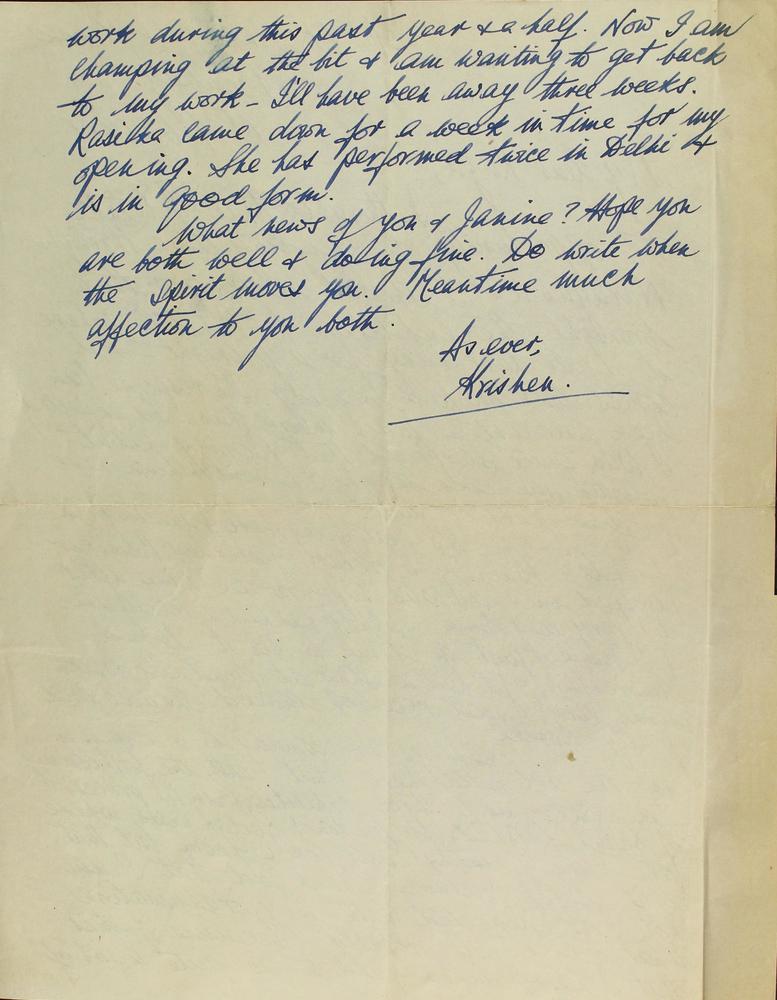 work during this past year & a half. Now I am
champing at the bit & am wanting to get back
to my work – I'll have been away three weeks.
Rasika came down for a week in time for my
opening. She has performed twice in Delhi &
is in good form.
What news of you & Janine? Hope you
are both well & doing fine. Do write when
the spirit moves you. Meantime much
affection to you both.
As ever,
Krishen.